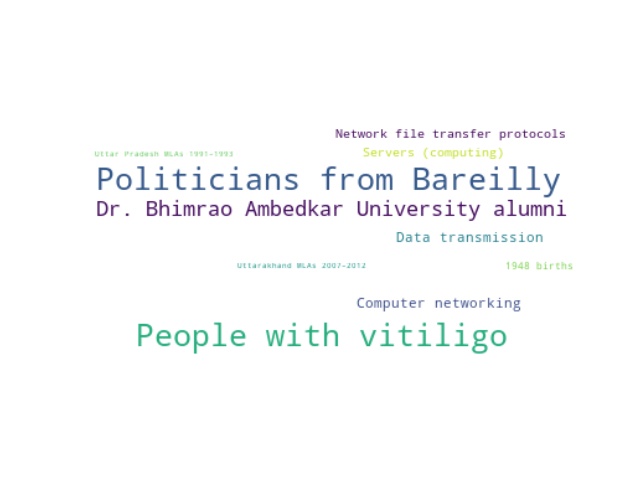 Network file transfer protocols
Uttar Pradesh MLAs 1991–1993
Servers (computing)
Politicians from Bareilly
Dr. Bhimrao Ambedkar University alumni
Data transmission
Uttarakhand MLAs 2007–2012
1948 births
Computer networking
People with vitiligo